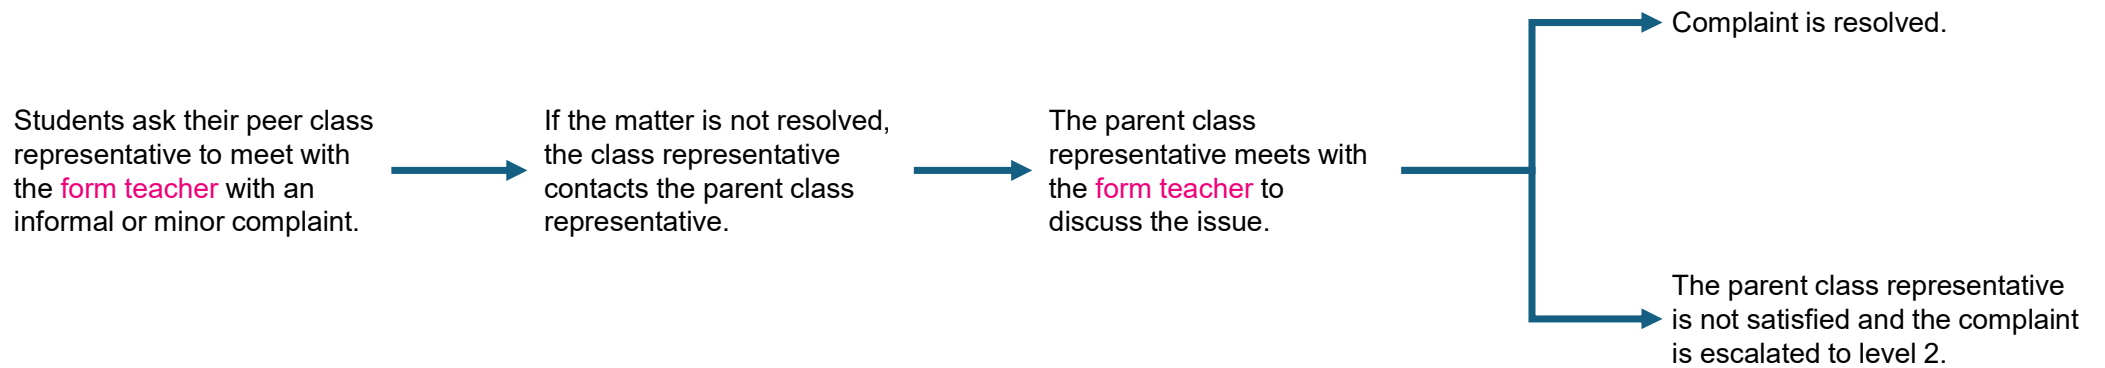 Students ask their peer class
representative to meet with
the form teacher with an
informal or minor complaint.
If the matter is not resolved,
the class representative
contacts the parent class
representative.
The parent class
representative meets with
the form teacher to
discuss the issue.
Complaint is resolved.
The parent class representative
is not satisfied and the complaint
is escalated to level 2.